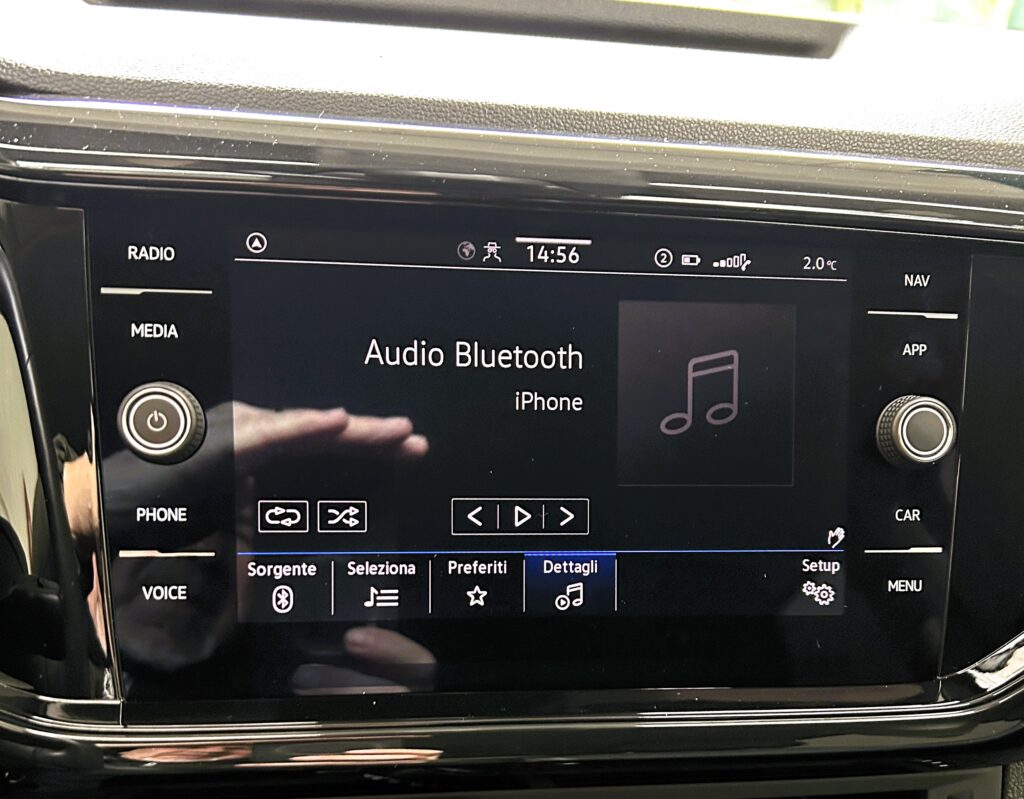 RADIO
MEDIA
PHONE
VOICE
14:56
2
2.0°C
Audio Bluetooth
iPhone
Sorgente
Seleziona
Preferiti
Dettagli
Setup
NAV
APP
CAR
MENU